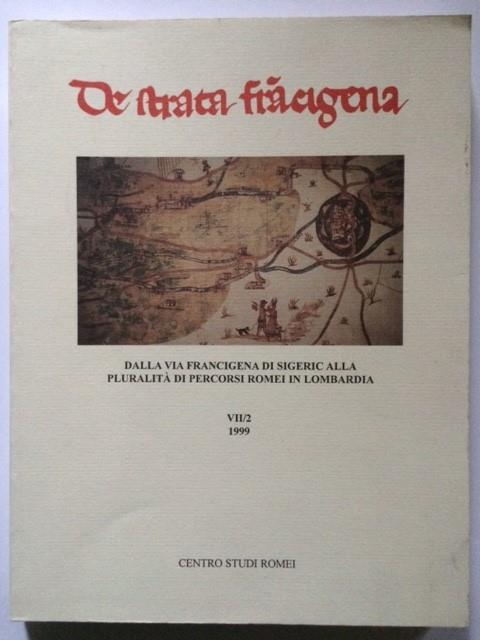 De strata frãcigena
DALLA VIA FRANCIGENA DI SIGERIC ALLA
PLURALITÀ DI PERCORSI ROMEI IN LOMBARDIA
VII/2
1999
CENTRO STUDI ROMEI